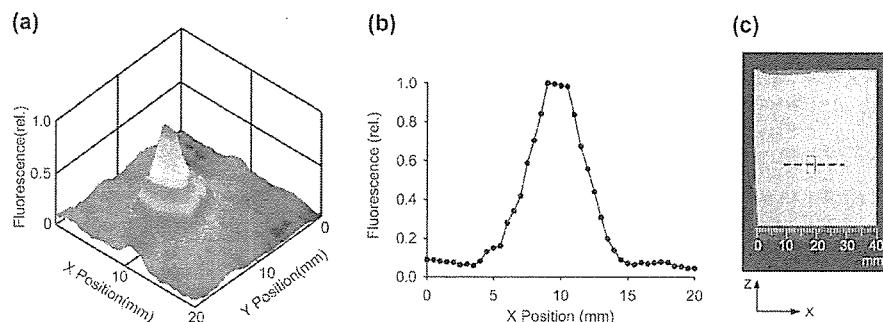 (a)
Fluorescence(rel.)
1.0
0.5
0
X Position(mm)
10
20
Y Position(mm)
10
0
(b)
Fluorescence (rel.)
1.0
0.8
0.6
0.4
0.2
0.0
0 5 10 15 20
X Position (mm)
(c)
0 10 20 30 40
mm
Z
X